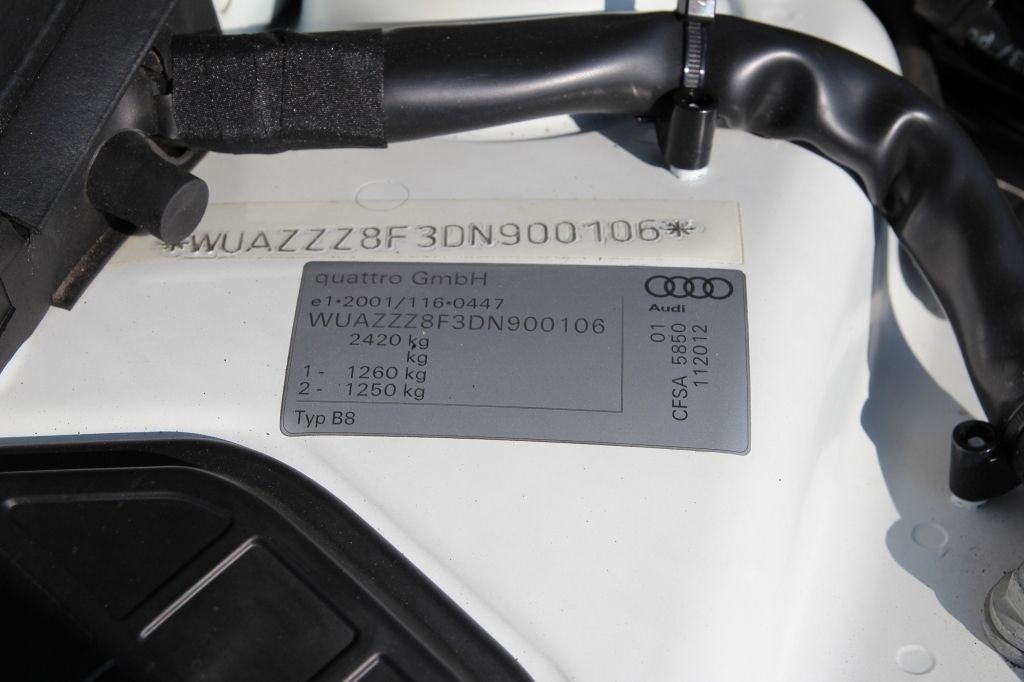 *WUAZZZ8F3DN900106*
quattro GmbH
e1*2001/116*0447
WUAZZZ8F3DN900106
2420 kg
kg
1 - 1260 kg
2 - 1250 kg
Typ B8
Audi
01
CFSA 5850
112012